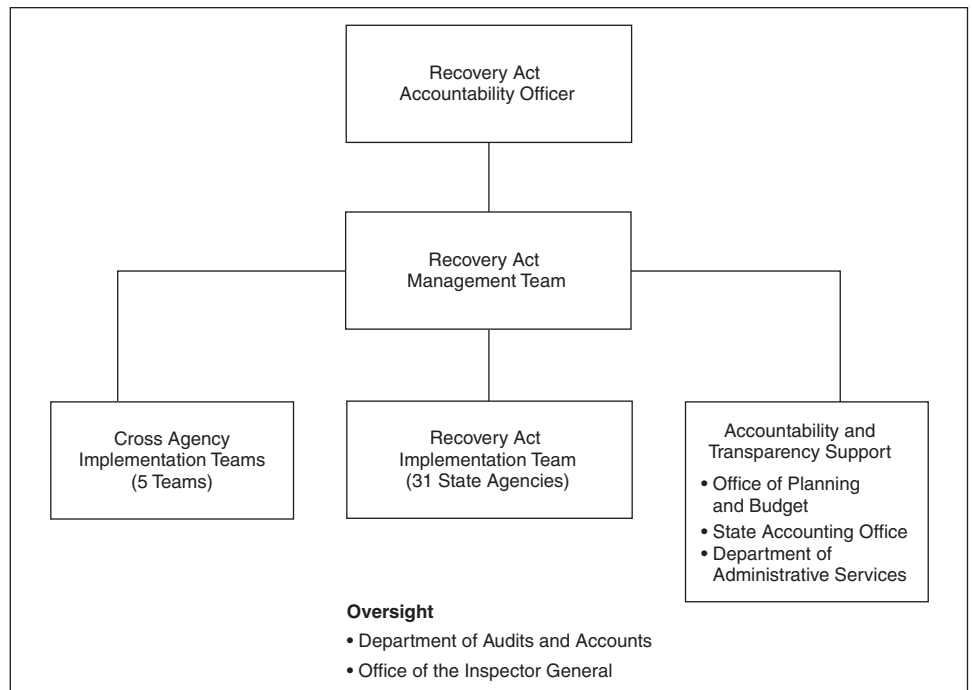 Recovery Act
Accountability Officer
Recovery Act
Management Team
Cross Agency
Implementation Teams
(5 Teams)
Recovery Act
Implementation Team
(31 State Agencies)
Accountability and
Transparency Support
• Office of Planning
and Budget
• State Accounting Office
• Department of
Administrative Services
Oversight
• Department of Audits and Accounts
• Office of the Inspector General